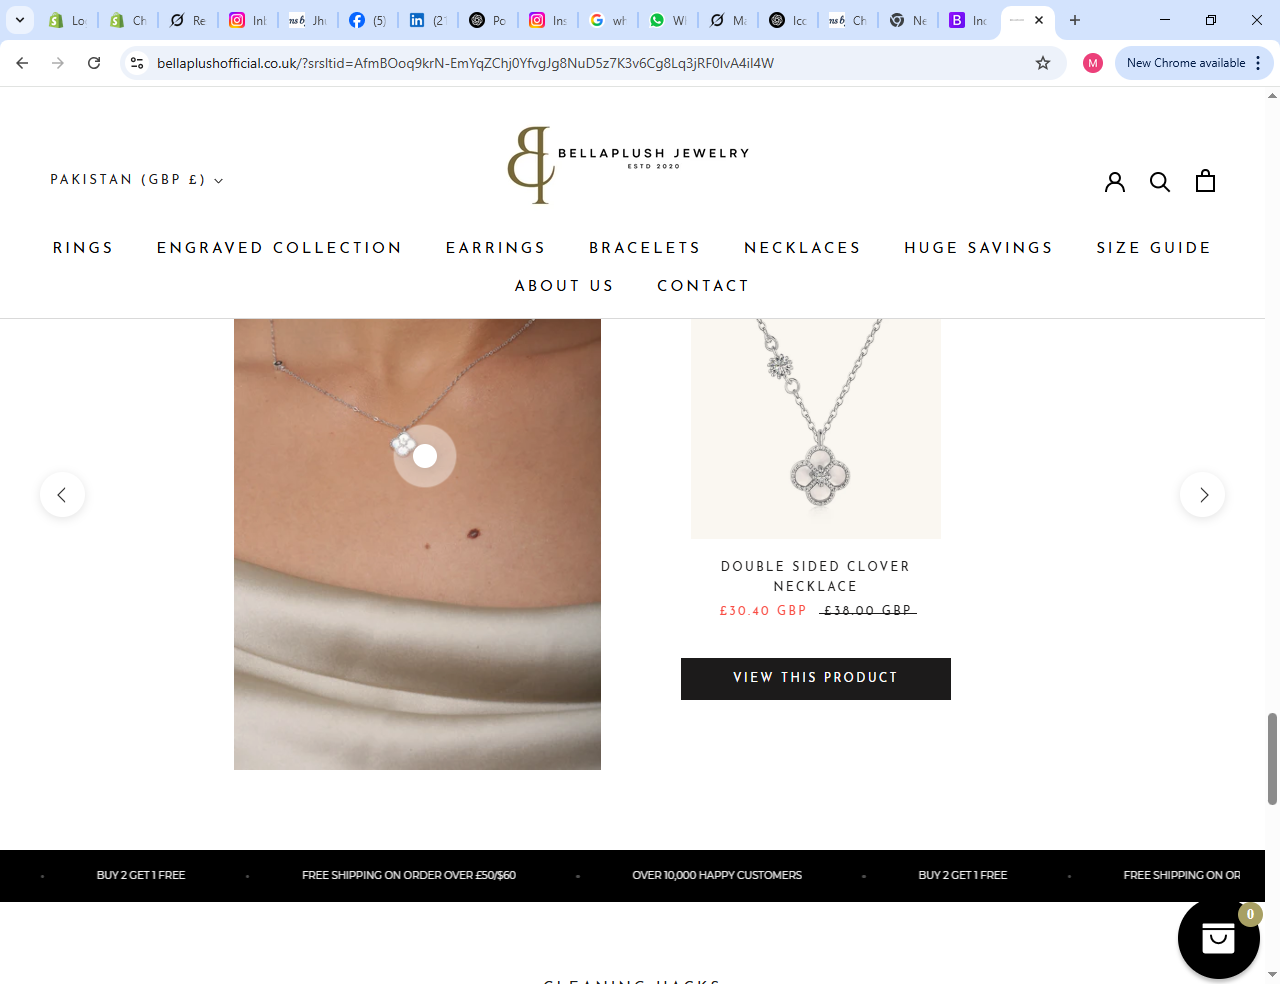 Lo
Ch
Re
Inl
Jh
(5)
(2
Po
Ins
wh
W
Ma
Ico
Ch
Ne
Inc
bellaplushofficial.co.uk/?srsltid=AfmBOoq9krN-EmYqZChj0YfvgJg8NuD5z7K3v6Cg8Lq3jRF0IvA4il4W
M
New Chrome available
PAKISTAN (GBP £)
BELLAPLUSH JEWELRY
ESTD 2020
RINGS ENGRAVED COLLECTION EARRINGS BRACELETS NECKLACES HUGE SAVINGS SIZE GUIDE
ABOUT US CONTACT
DOUBLE SIDED CLOVER
NECKLACE
£30.40 GBP £38.00 GBP
VIEW THIS PRODUCT
BUY 2 GET 1 FREE FREE SHIPPING ON ORDER OVER £50/$60 OVER 10,000 HAPPY CUSTOMERS BUY 2 GET 1 FREE FREE SHIPPING ON OR
0
CLEANING HACKS